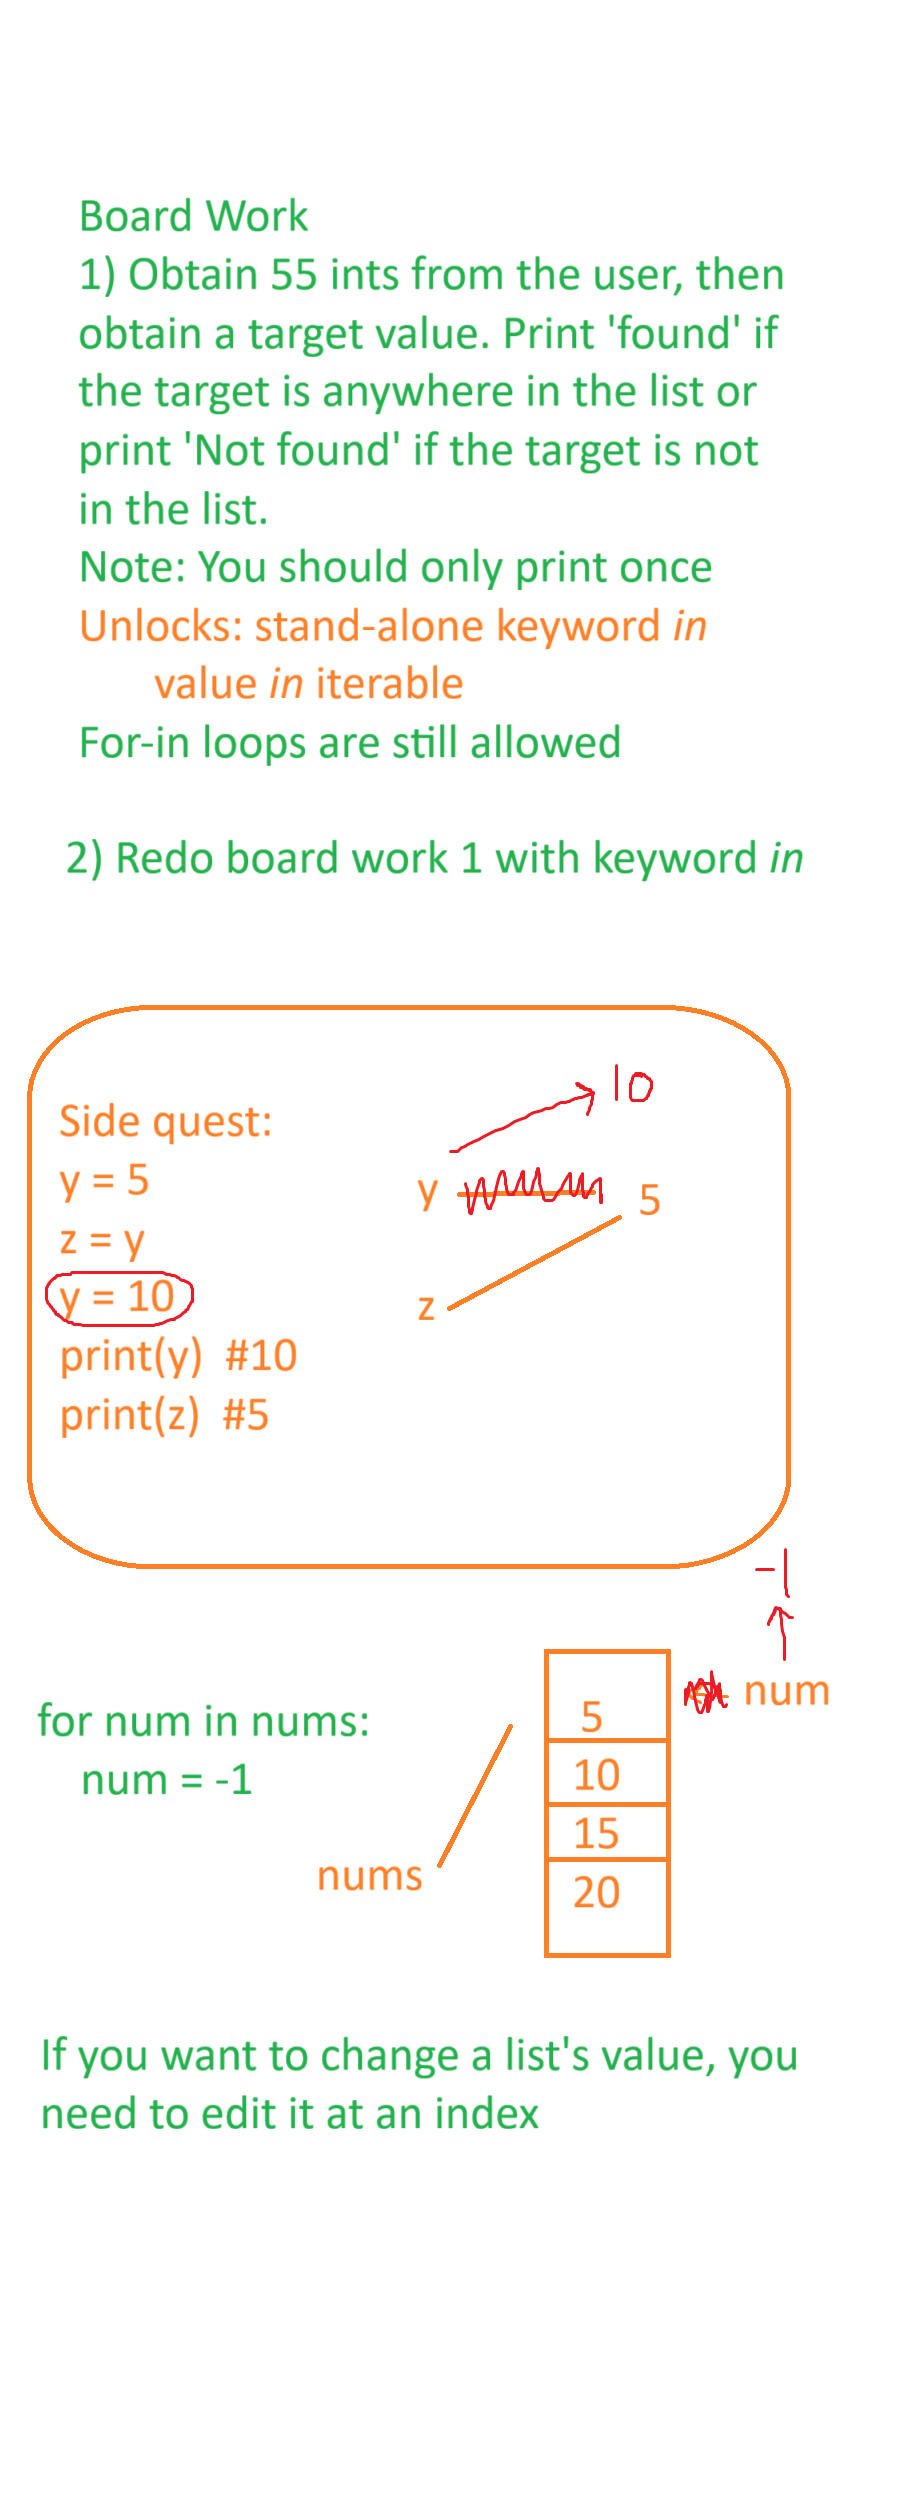 Board Work
1) Obtain 55 ints from the user, then
obtain a target value. Print 'found' if
the target is anywhere in the list or
print 'Not found' if the target is not
in the list.
Note: You should only print once
Unlocks: stand-alone keyword in
value in iterable
For-in loops are still allowed
2) Redo board work 1 with keyword in
Side quest:
y = 5
z = y
y = 10
print(y) #10
print(z) #5
10
y 5
z
-1
num
for num in nums:
num = -1
5
10
15
20
nums
If you want to change a list's value, you
need to edit it at an index